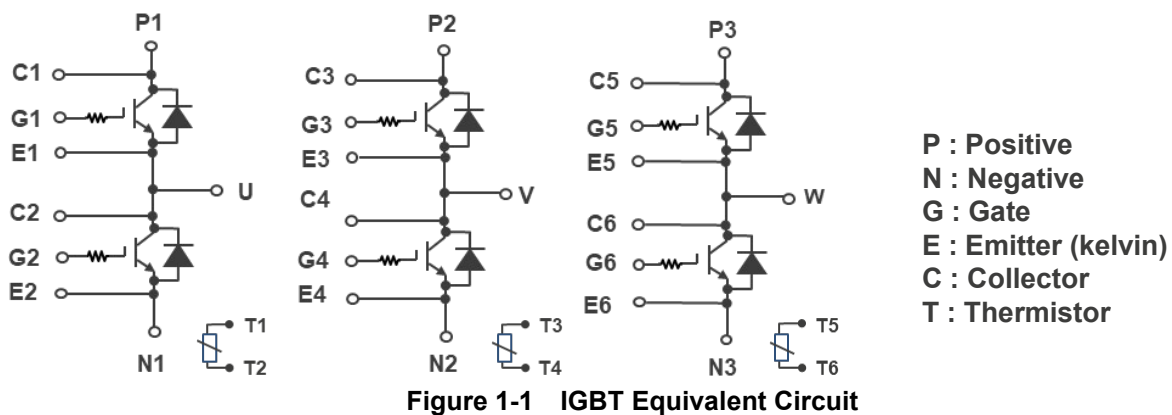 P1
C1
G1
E1
U
C2
G2
E2
N1
T1
T2
P2
C3
G3
E3
V
C4
G4
E4
N2
T3
T4
P3
C5
G5
E5
W
C6
G6
E6
N3
T5
T6
P : Positive
N : Negative
G : Gate
E : Emitter (kelvin)
C : Collector
T : Thermistor
Figure 1-1 IGBT Equivalent Circuit